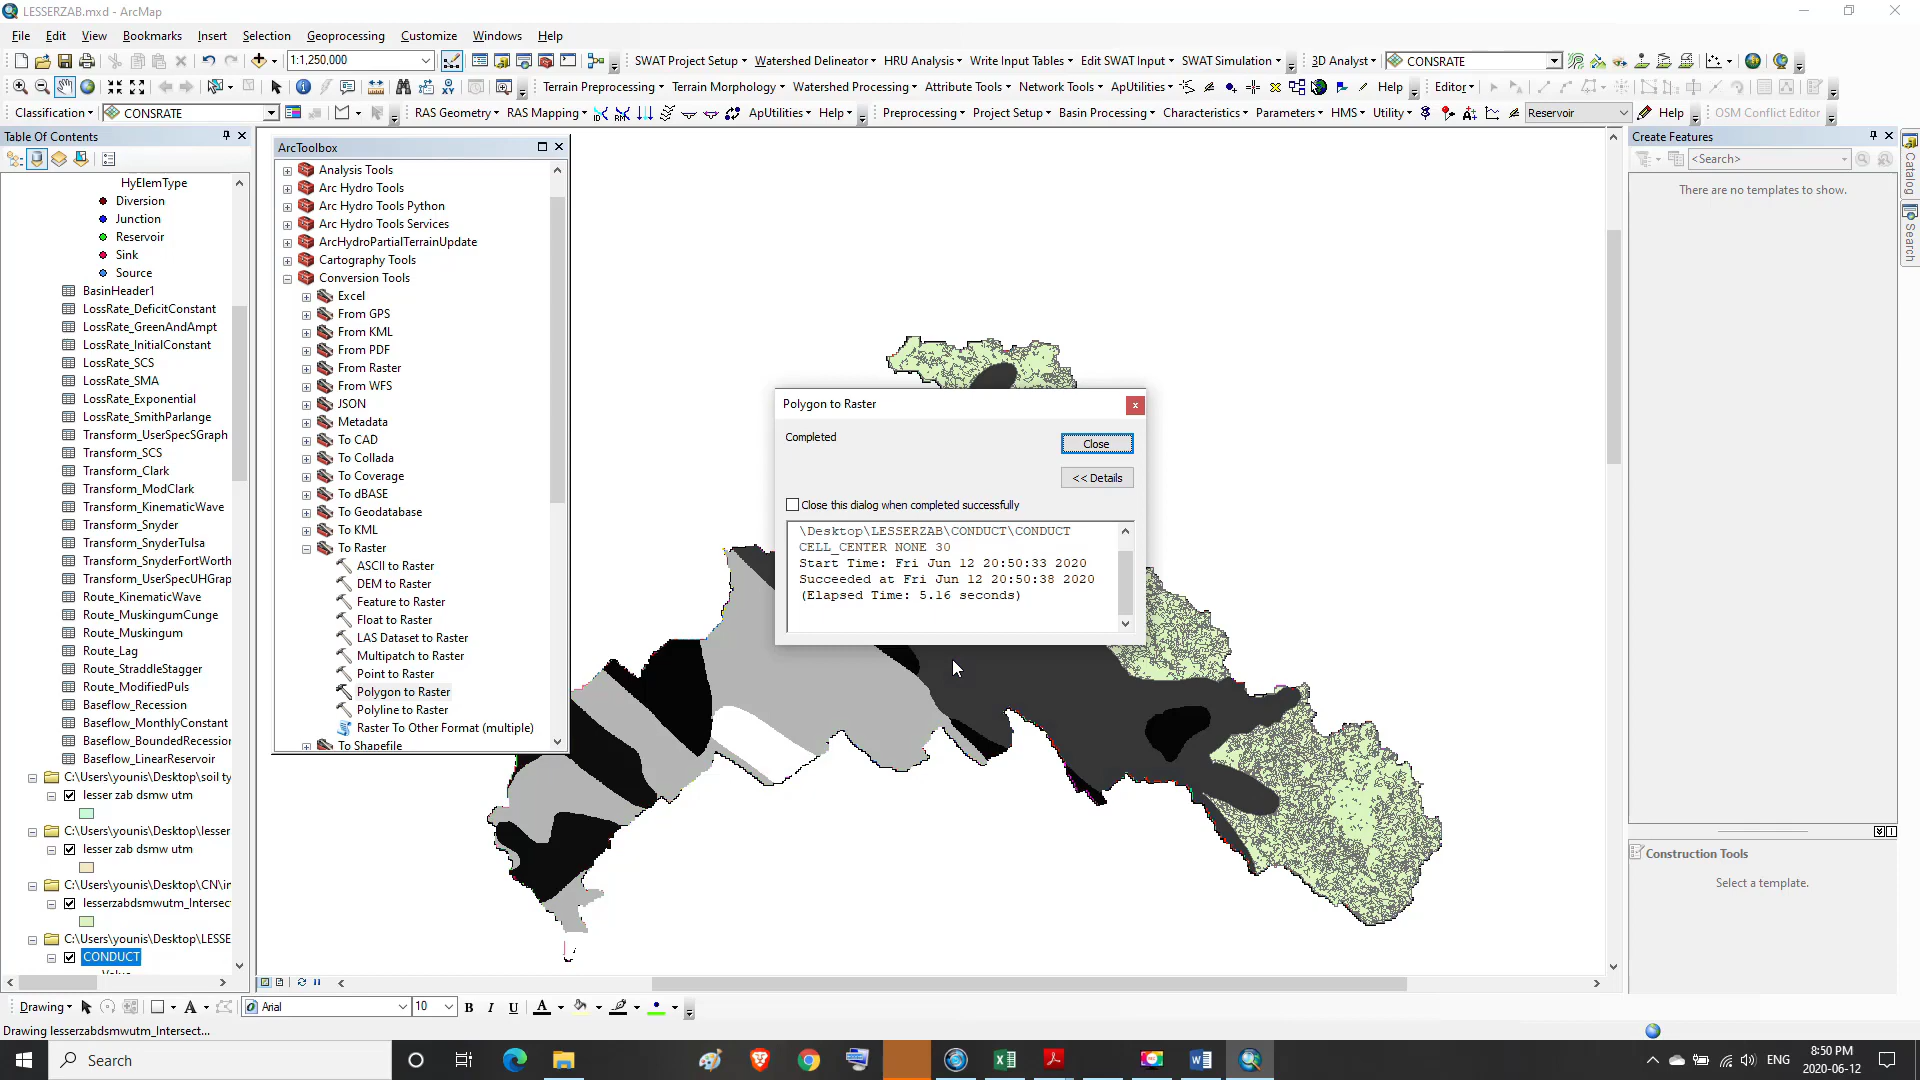 LESSERZAB.mxd - ArcMap
File Edit View Bookmarks Insert Selection Geoprocessing Customize Windows Help
1:1,250,000
SWAT Project Setup Watershed Delineator HRU Analysis Write Input Tables Edit SWAT Input SWAT Simulation 3D Analyst CONSRATE
Terrain Preprocessing Terrain Morphology Watershed Processing Attribute Tools Network Tools ApUtilities Help Editor
Classification CONSRATE RAS Geometry RAS Mapping ApUtilities Help Preprocessing Project Setup Basin Processing Characteristics Parameters HMS Utility Reservoir Help OSM Conflict Editor
Table Of Contents
HyElemType
Diversion
Junction
Reservoir
Sink
Source
BasinHeader1
LossRate_DeficitConstant
LossRate_GreenAndAmpt
LossRate_InitialConstant
LossRate_SCS
LossRate_SMA
LossRate_Exponential
LossRate_SmithParlange
Transform_UserSpecSGraph
Transform_SCS
Transform_Clark
Transform_ModClark
Transform_KinematicWave
Transform_Snyder
Transform_SnyderTulsa
Transform_SnyderFortWorth
Transform_UserSpecUHGrap
Route_KinematicWave
Route_MuskingumCunge
Route_Muskingum
Route_Lag
Route_StraddleStagger
Route_ModifiedPuls
Baseflow_Recession
Baseflow_MonthlyConstant
Baseflow_BoundedRecession
Baseflow_LinearReservoir
C:\Users\younis\Desktop\soil ty
lesser zab dsmw utm
C:\Users\younis\Desktop\lesser
lesser zab dsmw utm
C:\Users\younis\Desktop\CN\in
lesserzabdsmwutm_Intersect
C:\Users\younis\Desktop\LESSE
CONDUCT
Value
ArcToolbox
Analysis Tools
Arc Hydro Tools
Arc Hydro Tools Python
Arc Hydro Tools Services
ArcHydroPartialTerrainUpdate
Cartography Tools
Conversion Tools
Excel
From GPS
From KML
From PDF
From Raster
From WFS
JSON
Metadata
To CAD
To Collada
To Coverage
To dBASE
To Geodatabase
To KML
To Raster
ASCII to Raster
DEM to Raster
Feature to Raster
Float to Raster
LAS Dataset to Raster
Multipatch to Raster
Point to Raster
Polygon to Raster
Polyline to Raster
Raster To Other Format (multiple)
To Shapefile
Polygon to Raster
Completed
Close
<< Details
Close this dialog when completed successfully
\Desktop\LESSERZAB\CONDUCT\CONDUCT
CELL_CENTER NONE 30
Start Time: Fri Jun 12 20:50:33 2020
Succeeded at Fri Jun 12 20:50:38 2020
(Elapsed Time: 5.16 seconds)
Create Features
<Search>
There are no templates to show.
Construction Tools
Select a template.
Catalog
Search
Drawing A Arial 10 B I U A
Drawing lesserzabdsmwutm_Intersect...
Search
ENG
8:50 PM
2020-06-12